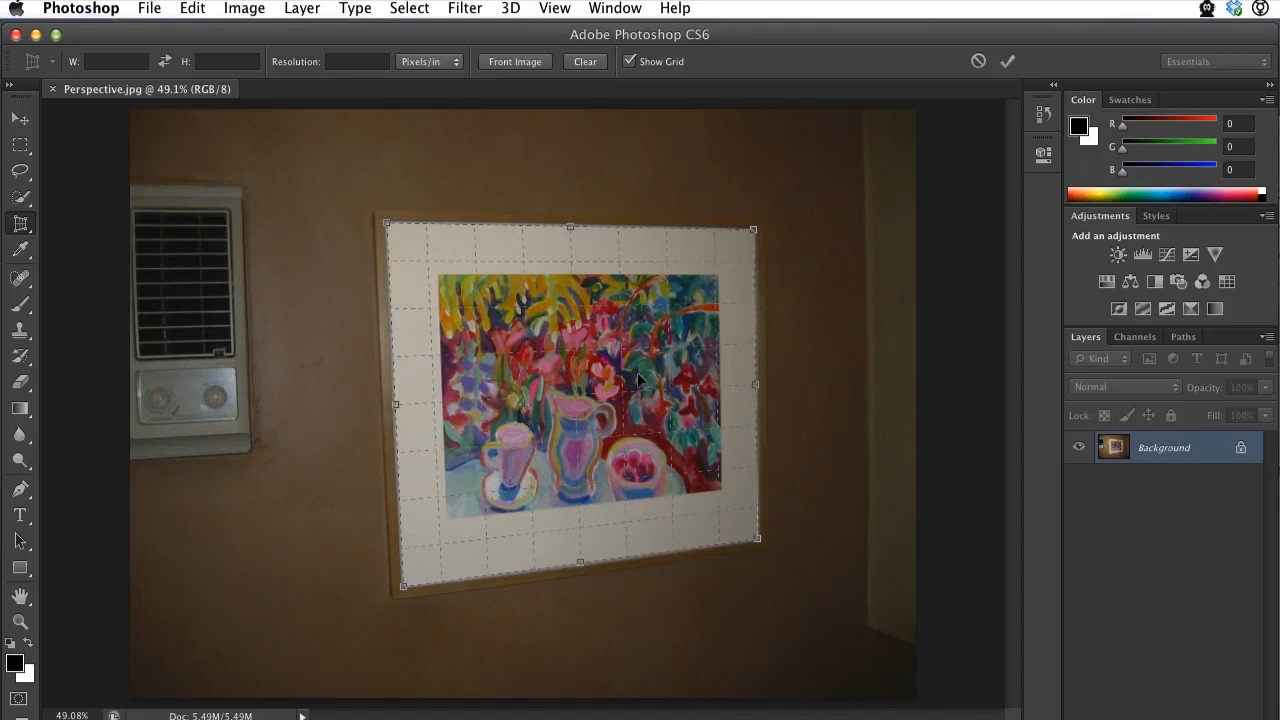 Photoshop File Edit Image Layer Type Select Filter 3D View Window Help
Adobe Photoshop CS6
W: H: Resolution: Pixels/in Front Image Clear Show Grid Essentials
Perspective.jpg @ 49.1% (RGB/8)
Color Swatches
R 0
G 0
B 0
Adjustments Styles
Add an adjustment
Layers Channels Paths
Kind
Normal Opacity: 100%
Lock: Fill: 100%
Background
49.08% Doc: 5.49M/5.49M